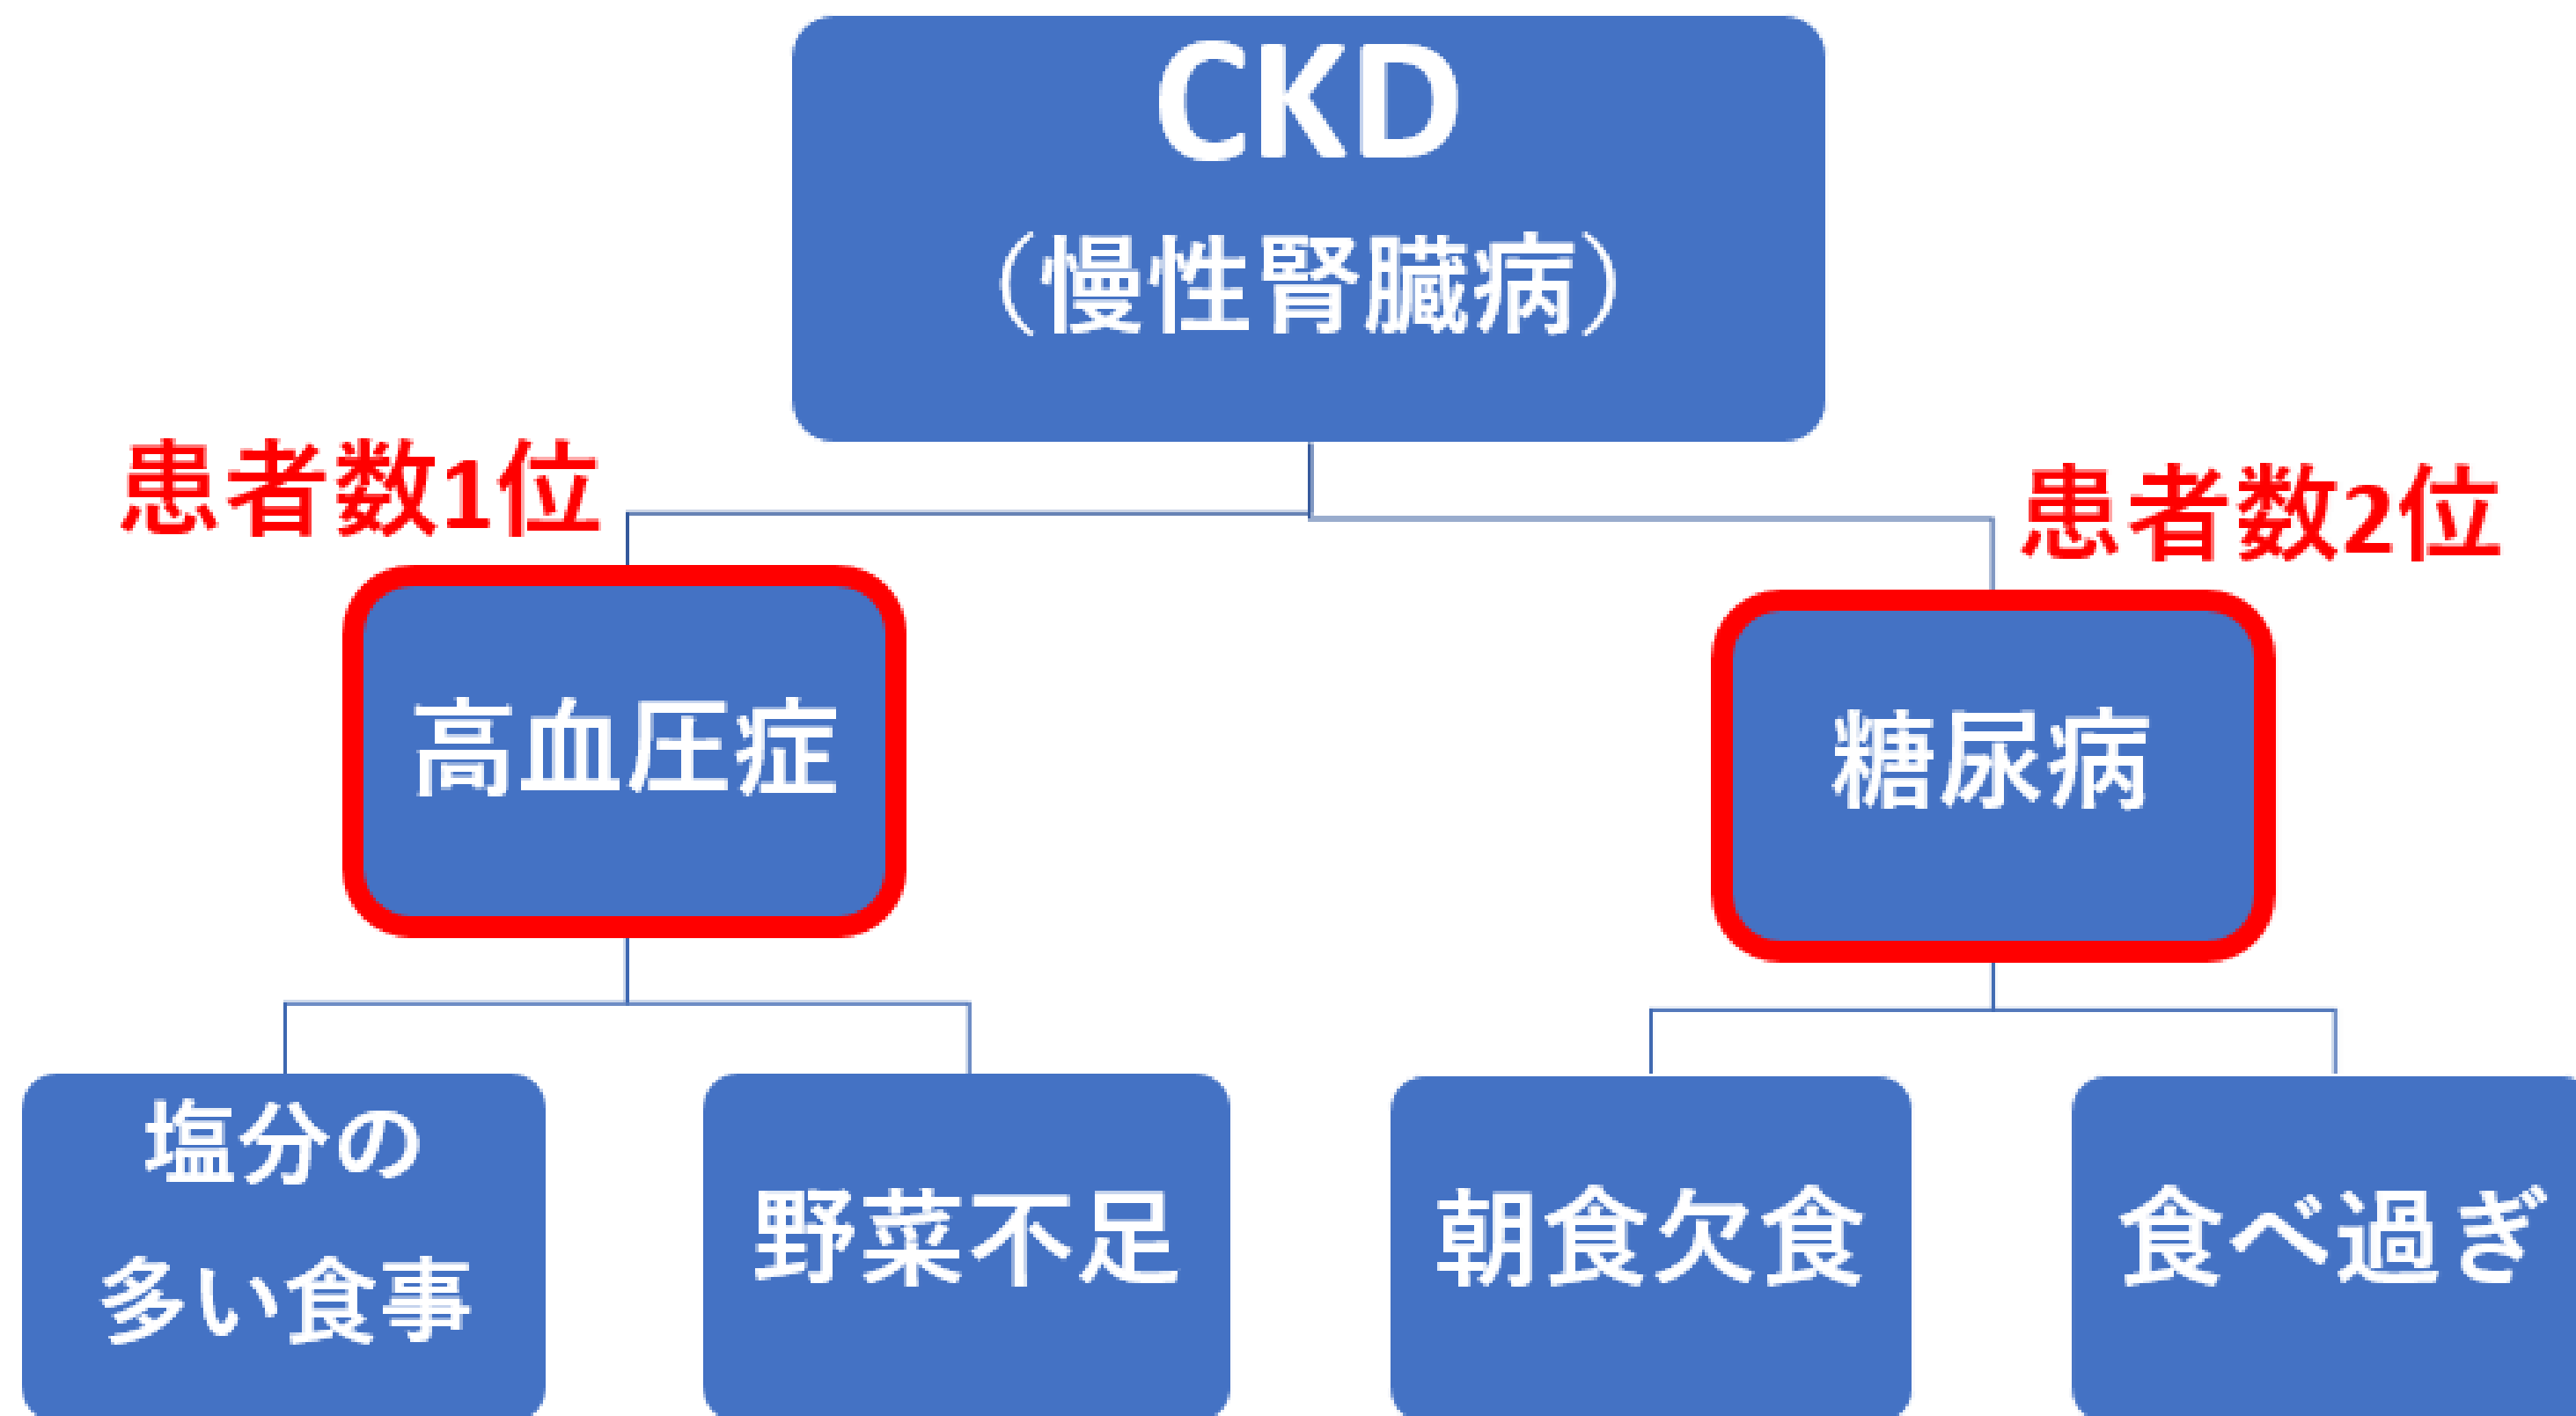 CKD
（慢性腎臓病）
患者数1位
患者数2位
高血圧症
糖尿病
塩分の
多い食事
野菜不足
朝食欠食
食べ過ぎ